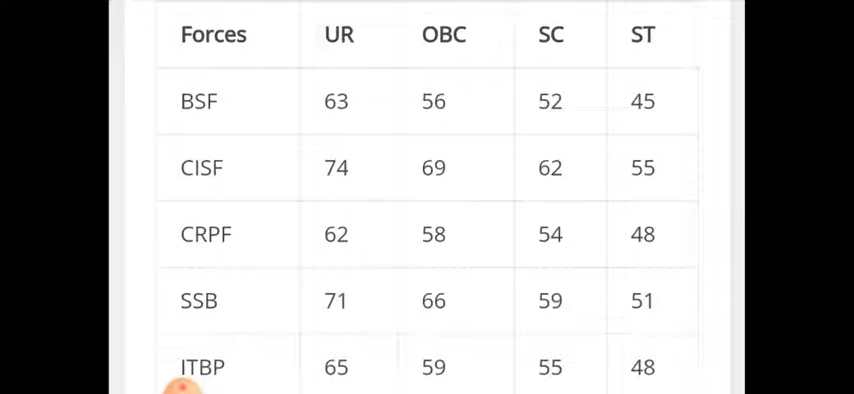 Forces UR OBC SC ST
BSF 63 56 52 45
CISF 74 69 62 55
CRPF 62 58 54 48
SSB 71 66 59 51
ITBP 65 59 55 48